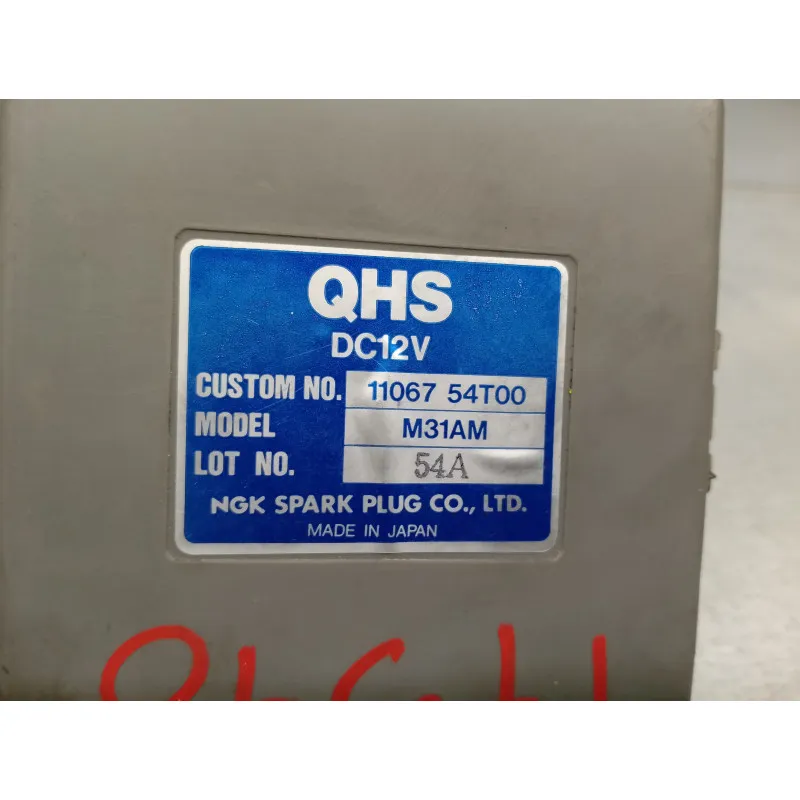 QHS
DC12V
CUSTOM NO. 11067 54T00
MODEL M31AM
LOT NO. 54A
NGK SPARK PLUG CO., LTD.
MADE IN JAPAN